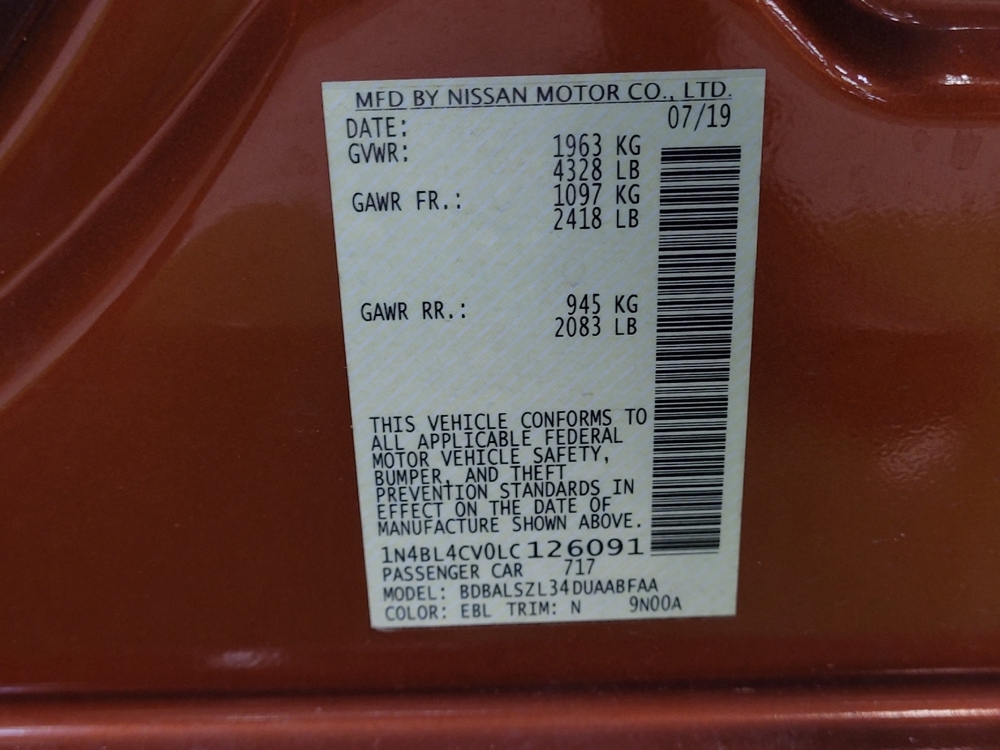 MFD BY NISSAN MOTOR CO., LTD.
DATE: 07/19
GVWR: 1963 KG
4328 LB
GAWR FR.: 1097 KG
2418 LB
GAWR RR.: 945 KG
2083 LB
THIS VEHICLE CONFORMS TO
ALL APPLICABLE FEDERAL
MOTOR VEHICLE SAFETY,
BUMPER, AND THEFT
PREVENTION STANDARDS IN
EFFECT ON THE DATE OF
MANUFACTURE SHOWN ABOVE.
1N4BL4CV0LC126091
PASSENGER CAR 717
MODEL: BDBALSZL34DUAABFAA
COLOR: EBL TRIM: N 9N00A